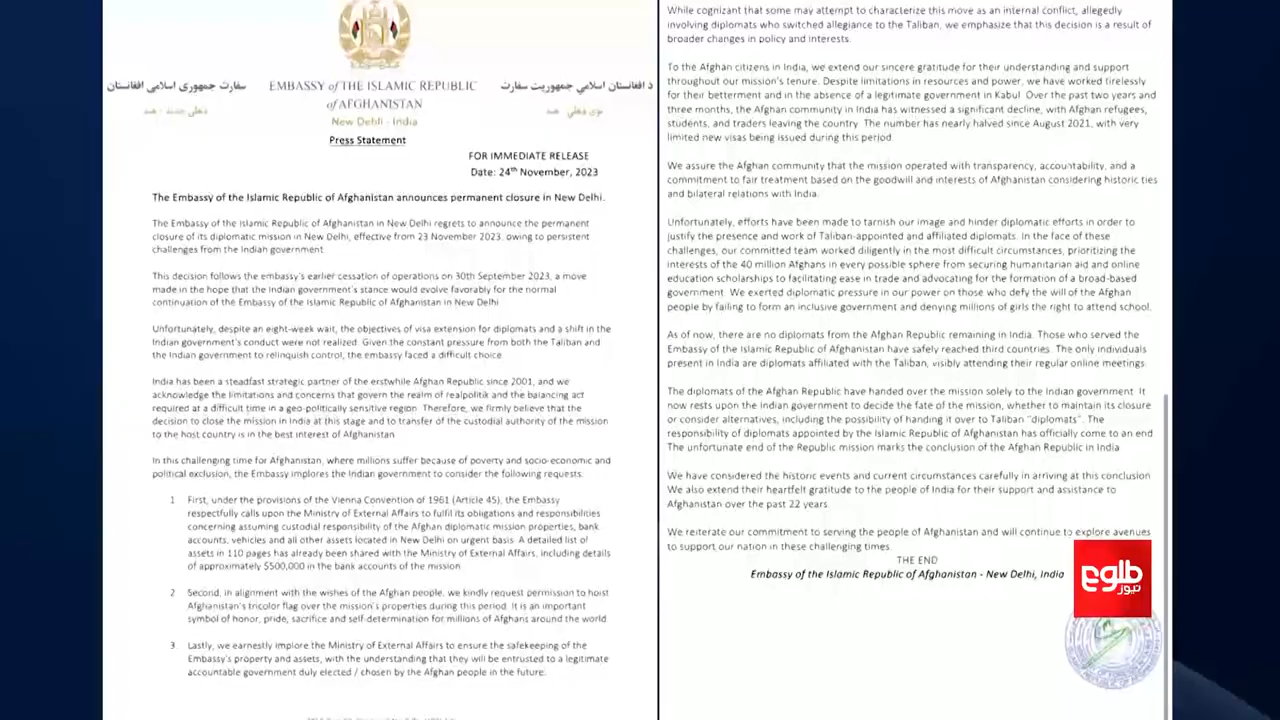 سفارت جمهوری اسلامی افغانستان
EMBASSY of THE ISLAMIC REPUBLIC
of AFGHANISTAN
د افغانستان اسلامي جمهوریت سفارت
دهلی جدید - هند
New Dehli - India
نوی ډهلي - هند
Press Statement
FOR IMMEDIATE RELEASE
Date: 24th November, 2023
The Embassy of the Islamic Republic of Afghanistan announces permanent closure in New Delhi.
The Embassy of the Islamic Republic of Afghanistan in New Delhi regrets to announce the permanent
closure of its diplomatic mission in New Delhi, effective from 23 November 2023, owing to persistent
challenges from the Indian government
This decision follows the embassy's earlier cessation of operations on 30th September 2023, a move
made in the hope that the Indian government's stance would evolve favorably for the normal
continuation of the Embassy of the Islamic Republic of Afghanistan in New Delhi
Unfortunately, despite an eight-week wait, the objectives of visa extension for diplomats and a shift in the
Indian government's conduct were not realized. Given the constant pressure from both the Taliban and
the Indian government to relinquish control, the embassy faced a difficult choice
India has been a steadfast strategic partner of the erstwhile Afghan Republic since 2001, and we
acknowledge the limitations and concerns that govern the realm of realpolitik and the balancing act
required at a difficult time in a geo-politically sensitive region. Therefore, we firmly believe that the
decision to close the mission in India at this stage and to transfer of the custodial authority of the mission
to the host country is in the best interest of Afghanistan
In this challenging time for Afghanistan, where millions suffer because of poverty and socio-economic and
political exclusion, the Embassy implores the Indian government to consider the following requests.
1 First, under the provisions of the Vienna Convention of 1961 (Article 45), the Embassy
respectfully calls upon the Ministry of External Affairs to fulfil its obligations and responsibilities
concerning assuming custodial responsibility of the Afghan diplomatic mission properties, bank
accounts, vehicles and all other assets located in New Delhi on urgent basis. A detailed list of
assets in 110 pages has already been shared with the Ministry of External Affairs, including details
of approximately $500,000 in the bank accounts of the mission
2 Second, in alignment with the wishes of the Afghan people, we kindly request permission to hoist
Afghanistan's tricolor flag over the mission's properties during this period. It is an important
symbol of honor, pride, sacrifice and self-determination for millions of Afghans around the world
3. Lastly, we earnestly implore the Ministry of External Affairs to ensure the safekeeping of the
Embassy's property and assets, with the understanding that they will be entrusted to a legitimate
accountable government duly elected / chosen by the Afghan people in the future.
While cognizant that some may attempt to characterize this move as an internal conflict, allegedly
involving diplomats who switched allegiance to the Taliban, we emphasize that this decision is a result of
broader changes in policy and interests.
To the Afghan citizens in India, we extend our sincere gratitude for their understanding and support
throughout our mission's tenure. Despite limitations in resources and power, we have worked tirelessly
for their betterment and in the absence of a legitimate government in Kabul. Over the past two years and
three months, the Afghan community in India has witnessed a significant decline, with Afghan refugees,
students, and traders leaving the country. The number has nearly halved since August 2021, with very
limited new visas being issued during this period.
We assure the Afghan community that the mission operated with transparency, accountability, and a
commitment to fair treatment based on the goodwill and interests of Afghanistan considering historic ties
and bilateral relations with India.
Unfortunately, efforts have been made to tarnish our image and hinder diplomatic efforts in order to
justify the presence and work of Taliban-appointed and affiliated diplomats. In the face of these
challenges, our committed team worked diligently in the most difficult circumstances, prioritizing the
interests of the 40 million Afghans in every possible sphere from securing humanitarian aid and online
education scholarships to facilitating ease in trade and advocating for the formation of a broad-based
government. We exerted diplomatic pressure in our power on those who defy the will of the Afghan
people by failing to form an inclusive government and denying millions of girls the right to attend school.
As of now, there are no diplomats from the Afghan Republic remaining in India. Those who served the
Embassy of the Islamic Republic of Afghanistan have safely reached third countries. The only individuals
present in India are diplomats affiliated with the Taliban, visibly attending their regular online meetings.
The diplomats of the Afghan Republic have handed over the mission solely to the Indian government. It
now rests upon the Indian government to decide the fate of the mission, whether to maintain its closure
or consider alternatives, including the possibility of handing it over to Taliban "diplomats". The
responsibility of diplomats appointed by the Islamic Republic of Afghanistan has officially come to an end
The unfortunate end of the Republic mission marks the conclusion of the Afghan Republic in India
We have considered the historic events and current circumstances carefully in arriving at this conclusion
We also extend their heartfelt gratitude to the people of India for their support and assistance to
Afghanistan over the past 22 years
We reiterate our commitment to serving the people of Afghanistan and will continue to explore avenues
to support our nation in these challenging times.
THE END
Embassy of the Islamic Republic of Afghanistan - New Delhi, India
طلوع
نیوز